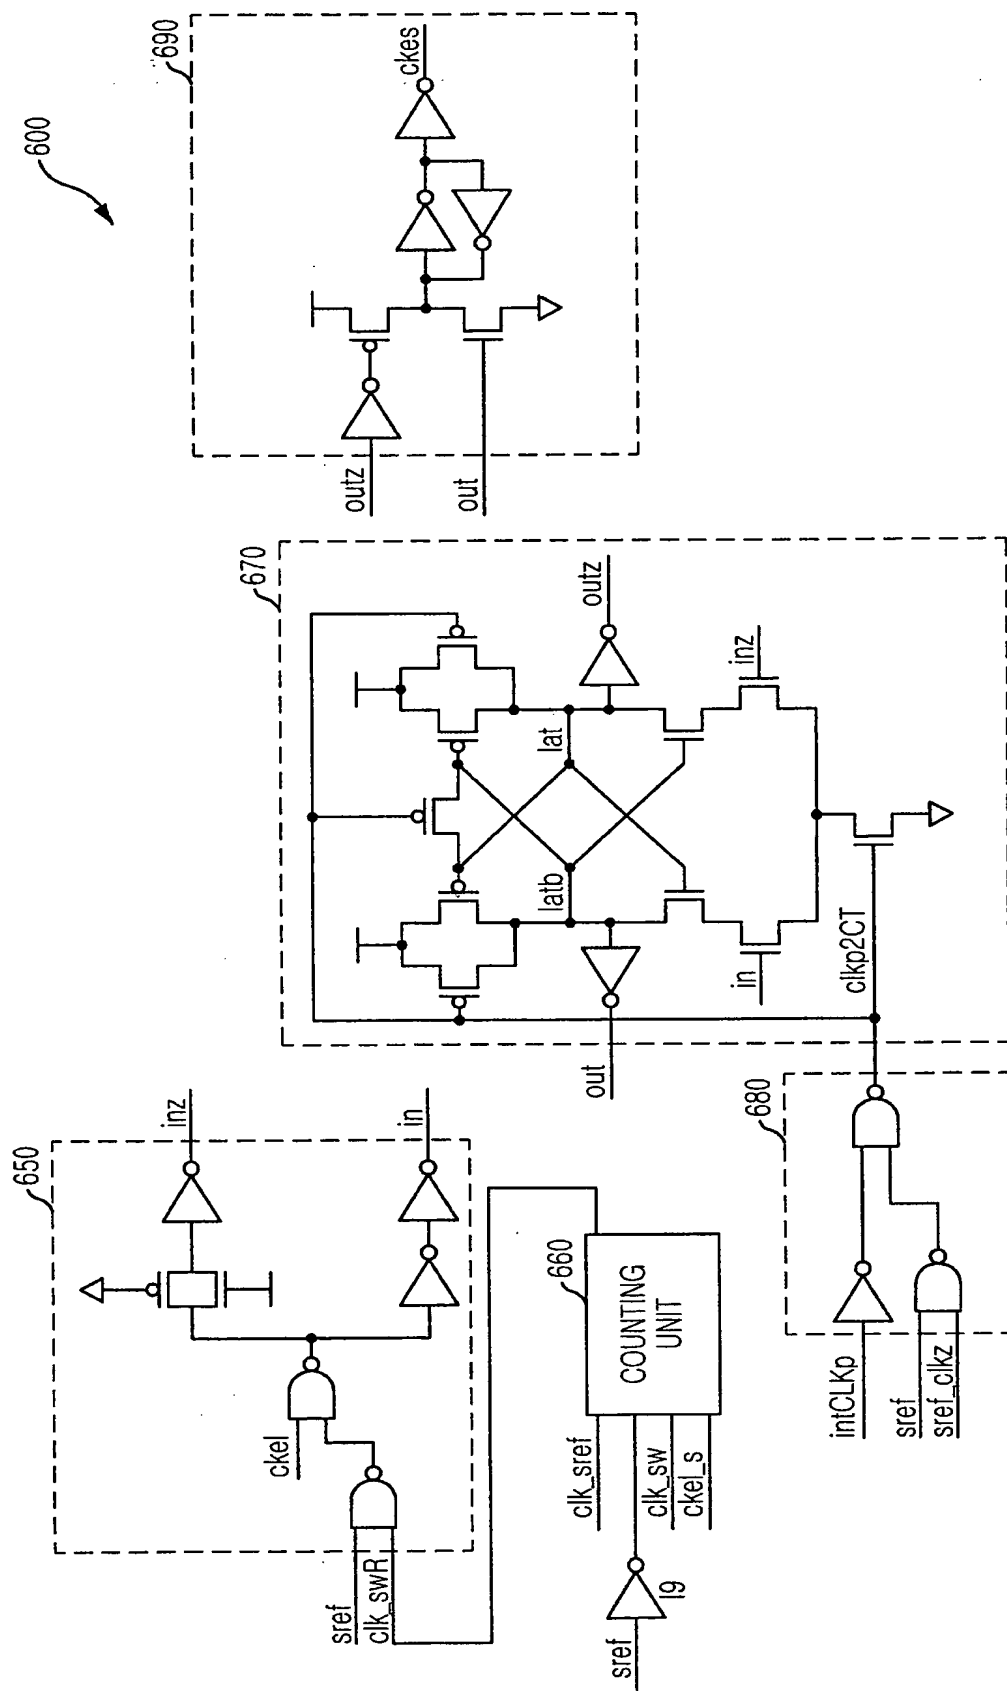 600
650
sref
clk_swR
ckel
inz
in
sref
I9
clk_sref
clk_sw
ckel_s
660
COUNTING
UNIT
680
intCLKp
sref
sref_clkz
670
out
in
clkp2CT
latb
lat
outz
inz
690
outz
out
ckes